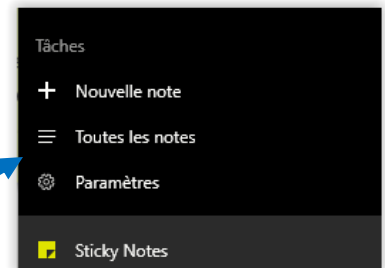 Tâches
Nouvelle note
Toutes les notes
Paramètres
Sticky Notes